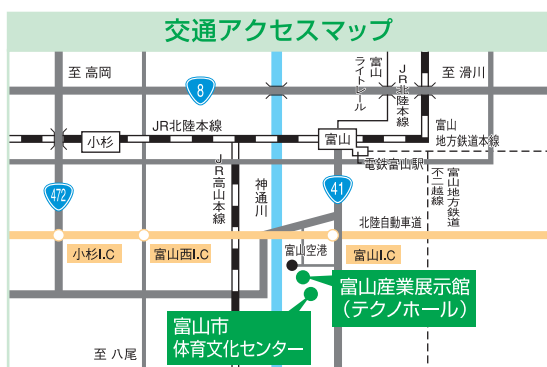 交通アクセスマップ
至 高岡
8
富山
ライトレール
JR北陸本線
至 滑川
JR北陸本線
小杉
富山
富山
地方鉄道本線
電鉄富山駅
472
JR高山本線
神通川
41
富山地方鉄道
不二越線
北陸自動車道
小杉I.C
富山西I.C
富山空港
富山I.C
富山産業展示館
(テクノホール)
富山市
体育文化センター
至 八尾